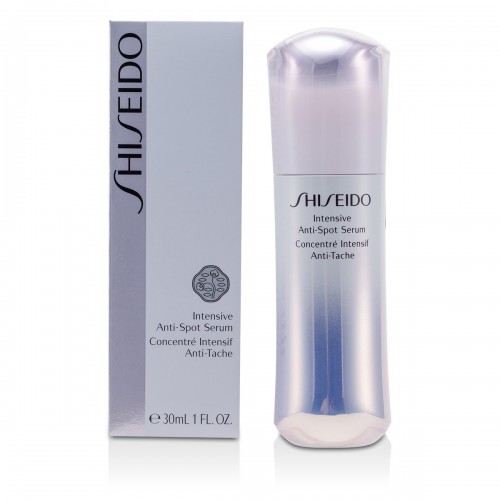 SHISEIDO
Intensive
Anti-Spot Serum
Concentré Intensif
Anti-Tache
℮ 30mL 1 FL. OZ.
SHISEIDO
Intensive
Anti-Spot Serum
Concentré Intensif
Anti-Tache